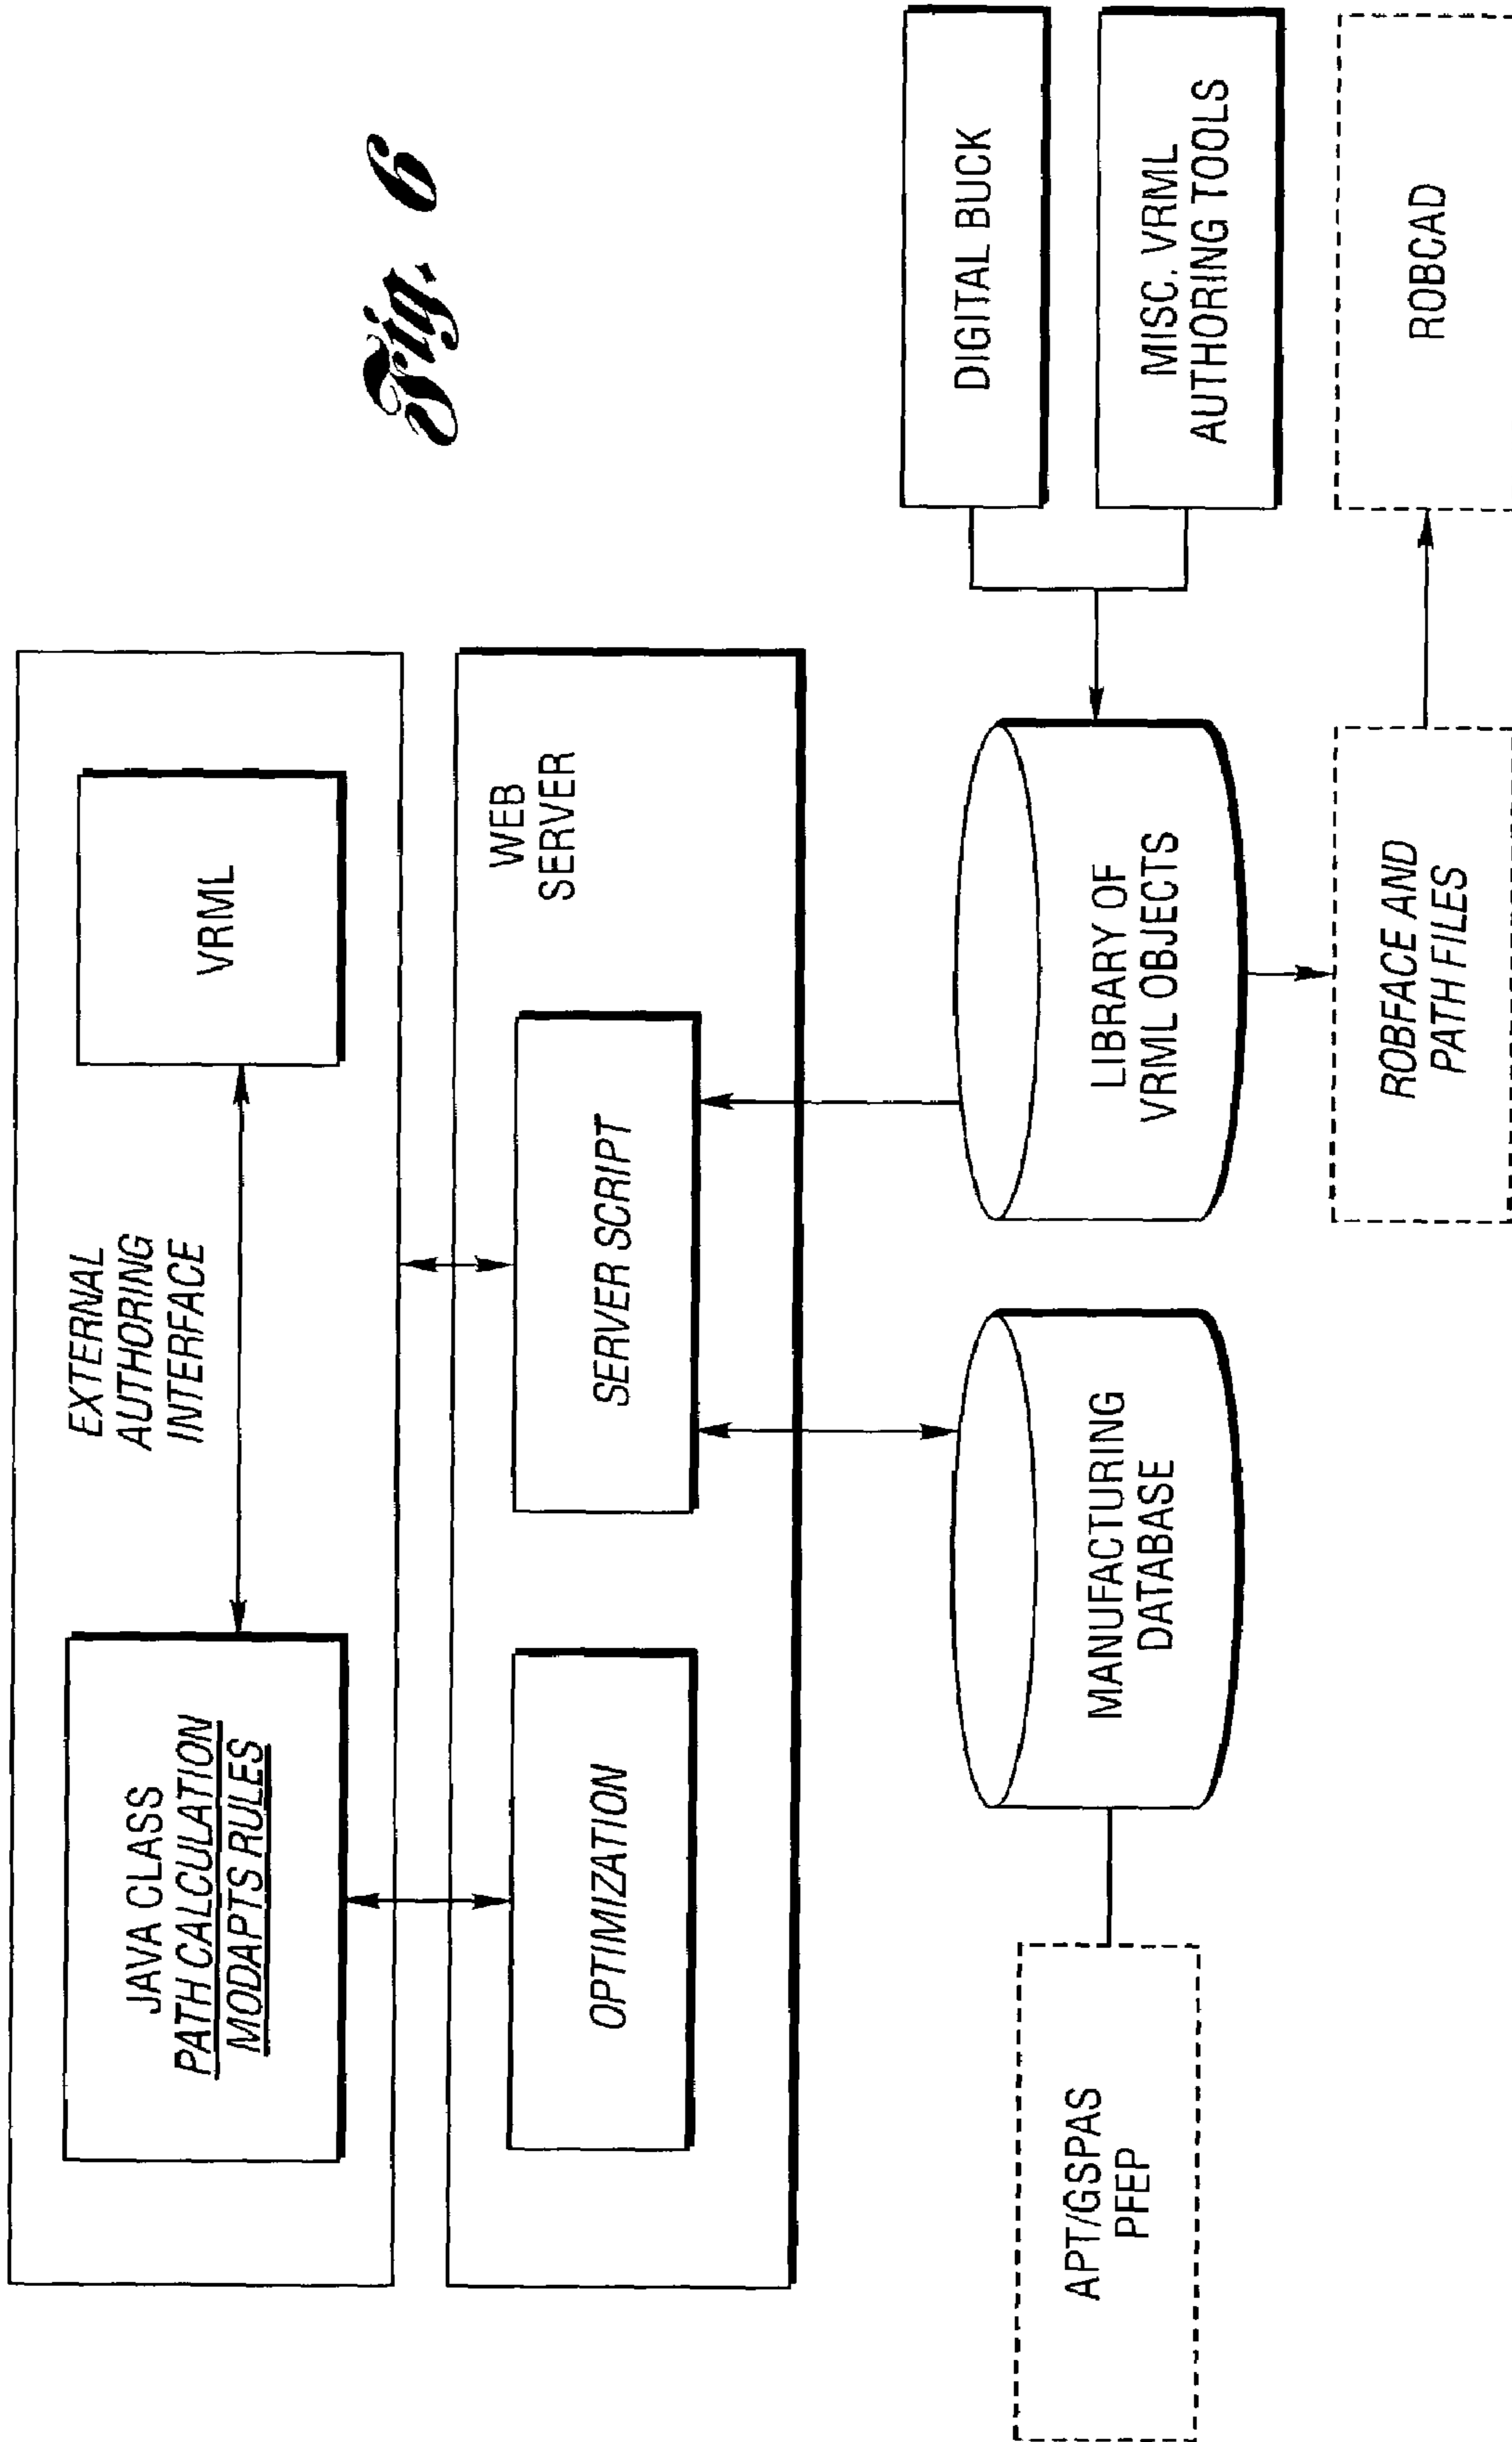 JAVA CLASS
PATH CALCULATION
MODAPTS RULES
EXTERNAL
AUTHORING
INTERFACE
VRML
OPTIMIZATION
SERVER SCRIPT
WEB
SERVER
Fig. 6
APT/GSPAS
PFEP
MANUFACTURING
DATABASE
LIBRARY OF
VRML OBJECTS
DIGITAL BUCK
MISC. VRML
AUTHORING TOOLS
ROBFACE AND
PATH FILES
ROBCAD